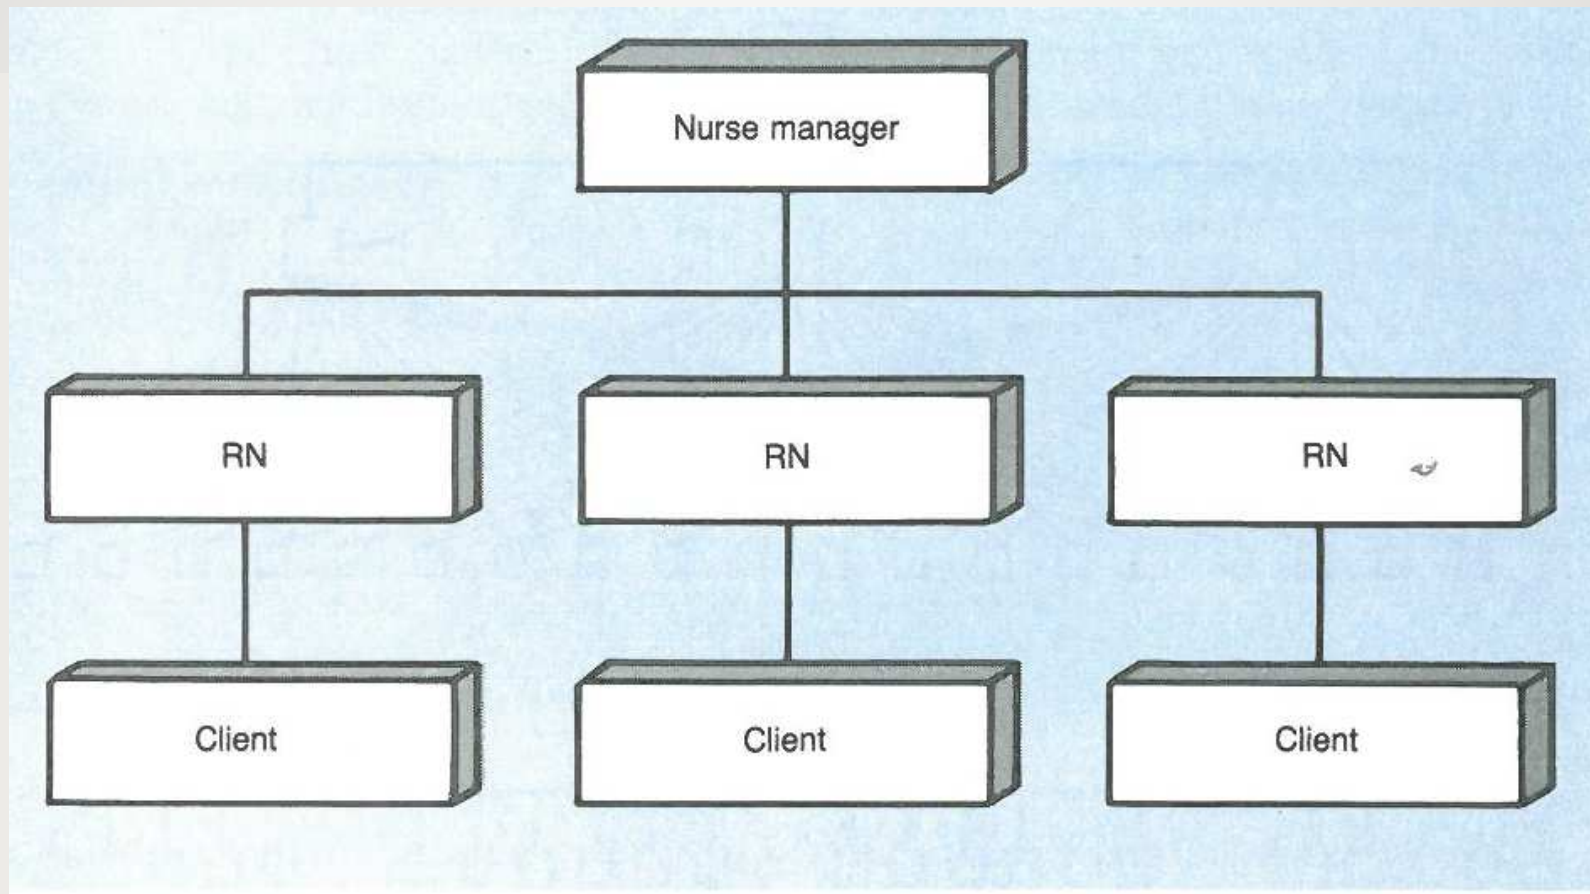 Nurse manager
RN
RN
RN
Client
Client
Client